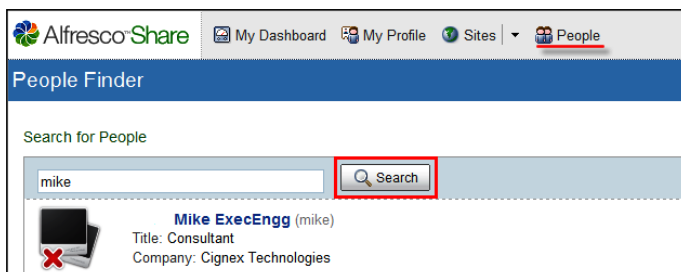 Alfresco Share My Dashboard My Profile Sites People
People Finder
Search for People
mike Search
Mike ExecEngg (mike)
Title: Consultant
Company: Cignex Technologies